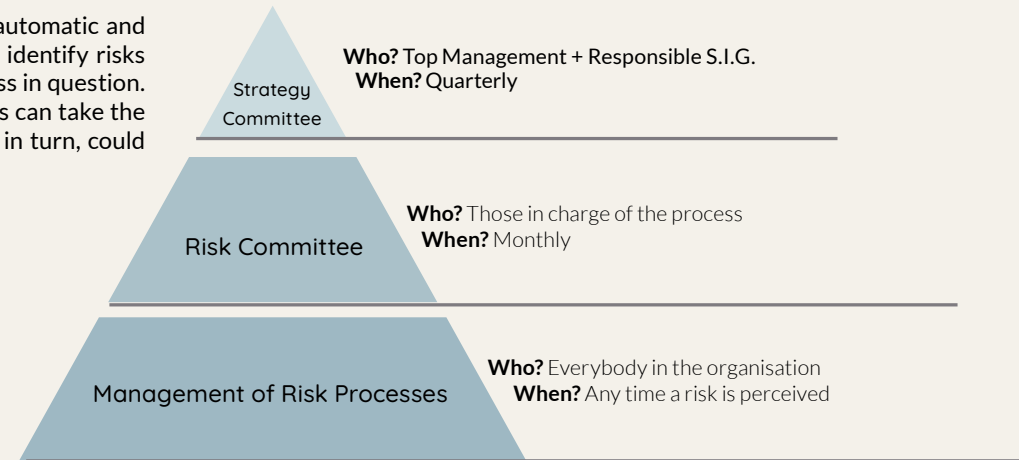 automatic and
identify risks
ss in question.
s can take the
in turn, could
Strategy
Committee
Who? Top Management + Responsible S.I.G.
When? Quarterly
Risk Committee
Who? Those in charge of the process
When? Monthly
Management of Risk Processes
Who? Everybody in the organisation
When? Any time a risk is perceived